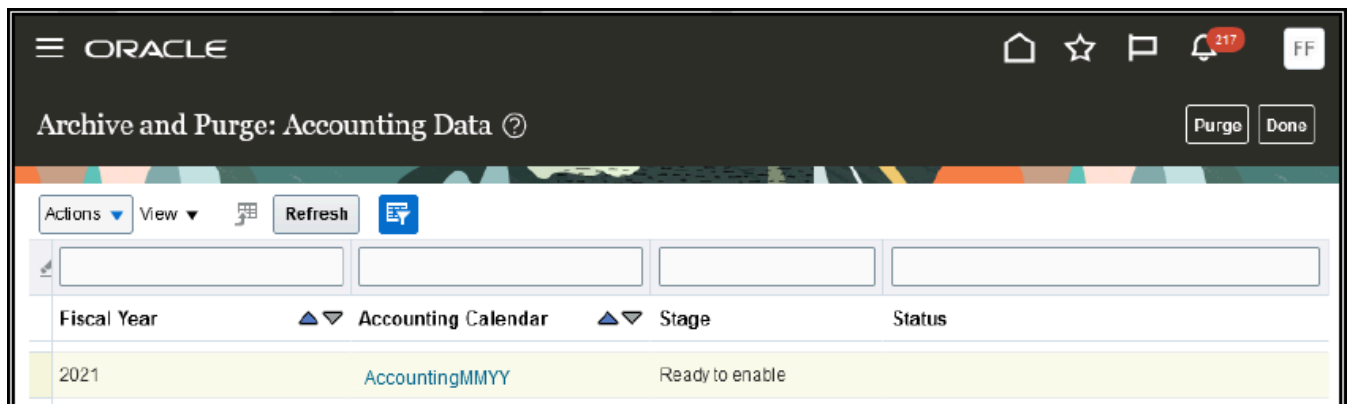 ORACLE
217
FF
Archive and Purge: Accounting Data ?
Purge Done
Actions View Refresh
Fiscal Year Accounting Calendar Stage Status
2021 AccountingMMYY Ready to enable